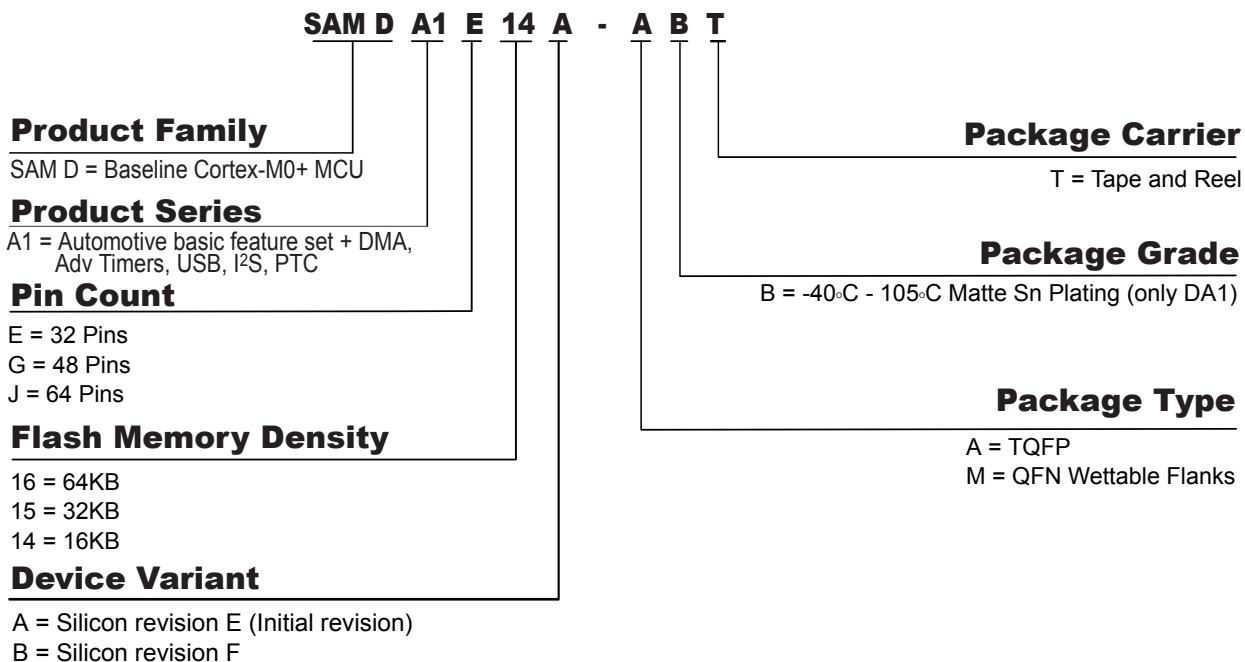 SAM D A1 E 14 A - A B T
Product Family
SAM D = Baseline Cortex-M0+ MCU
Product Series
A1 = Automotive basic feature set + DMA,
Adv Timers, USB, I²S, PTC
Pin Count
E = 32 Pins
G = 48 Pins
J = 64 Pins
Flash Memory Density
16 = 64KB
15 = 32KB
14 = 16KB
Device Variant
A = Silicon revision E (Initial revision)
B = Silicon revision F
Package Carrier
T = Tape and Reel
Package Grade
B = -40◦C - 105◦C Matte Sn Plating (only DA1)
Package Type
A = TQFP
M = QFN Wettable Flanks